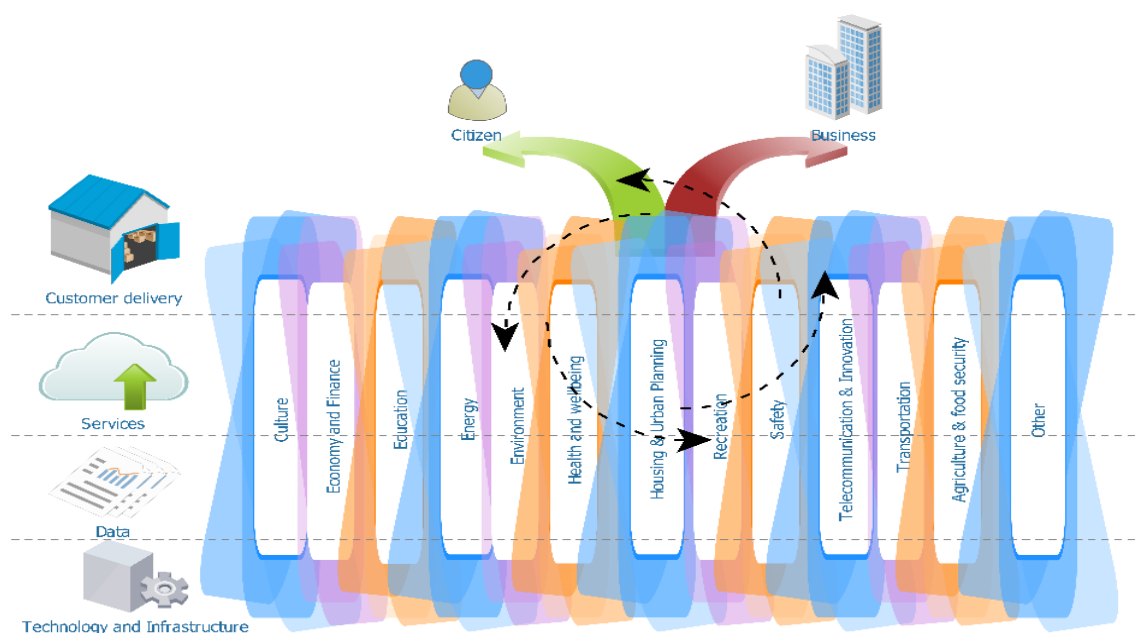 Citizen
Business
Customer delivery
Services
Data
Technology and Infrastructure
Culture
Economy and Finance
Education
Energy
Environment
Health and wellbeing
Housing & Urban Planning
Recreation
Safety
Telecommunication & Innovation
Transportation
Agriculture & food security
Other